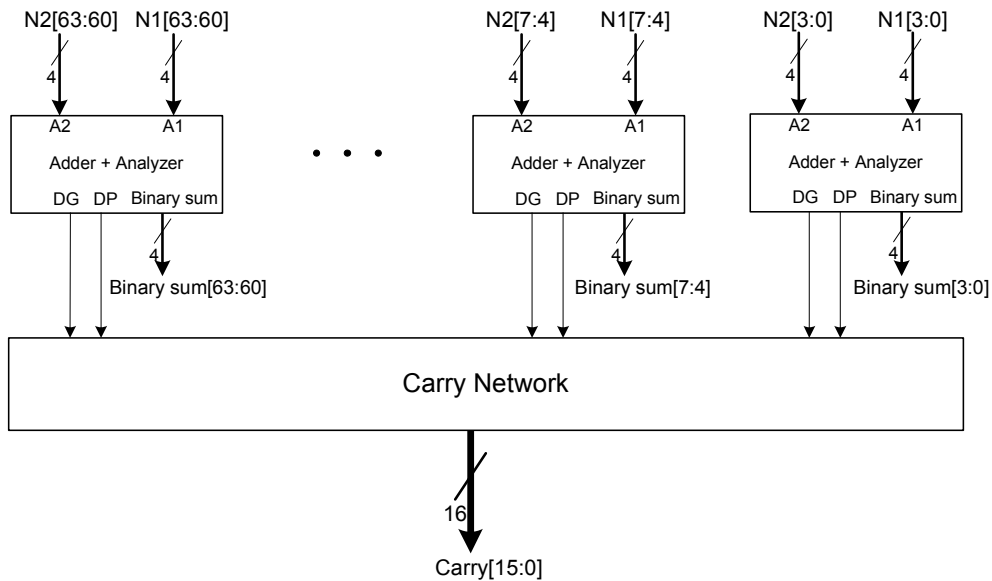 N2[63:60] N1[63:60] N2[7:4] N1[7:4] N2[3:0] N1[3:0]
4 4 4 4 4 4
A2 A1 A2 A1 A2 A1
Adder + Analyzer • • • Adder + Analyzer Adder + Analyzer
DG DP Binary sum DG DP Binary sum DG DP Binary sum
4 4 4
Binary sum[63:60] Binary sum[7:4] Binary sum[3:0]
Carry Network
16
Carry[15:0]